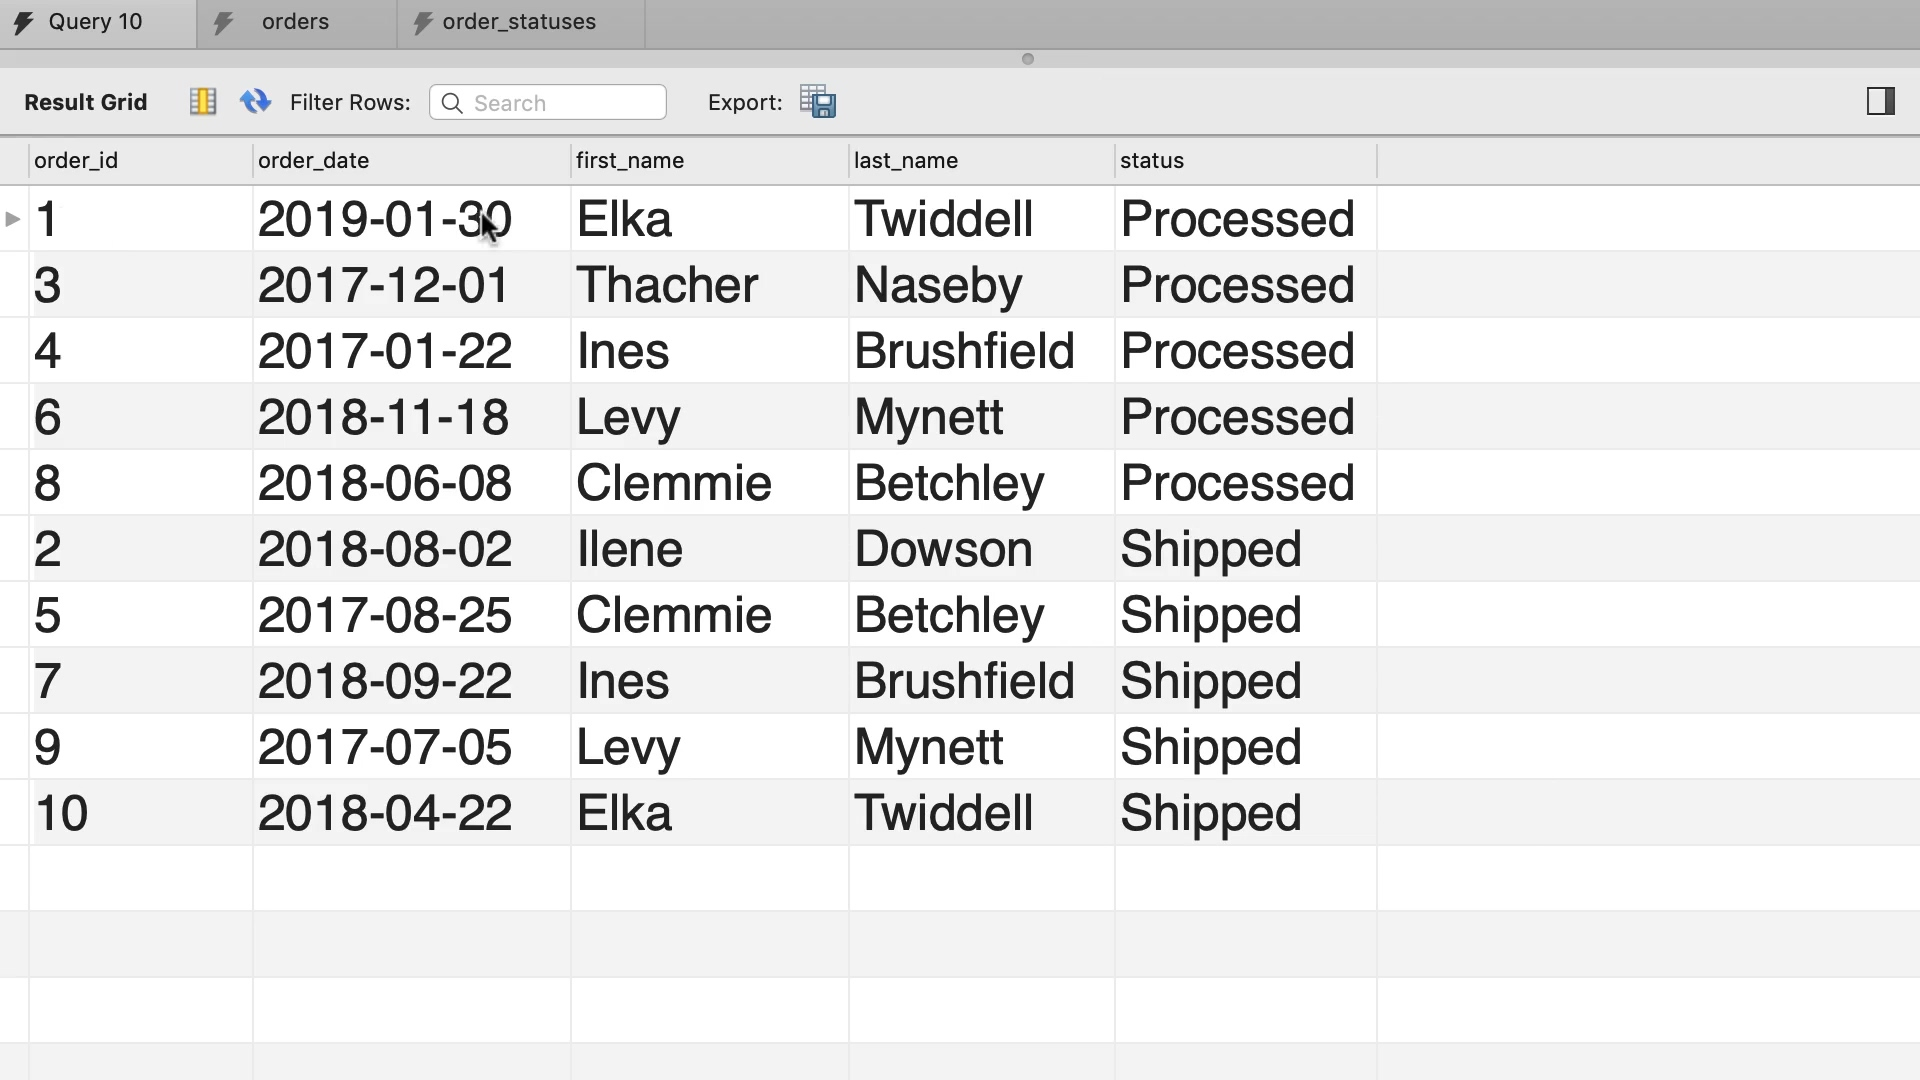 Query 10 orders order_statuses
Result Grid Filter Rows: Search Export:
order_id order_date first_name last_name status
1 2019-01-30 Elka Twiddell Processed
3 2017-12-01 Thacher Naseby Processed
4 2017-01-22 Ines Brushfield Processed
6 2018-11-18 Levy Mynett Processed
8 2018-06-08 Clemmie Betchley Processed
2 2018-08-02 Ilene Dowson Shipped
5 2017-08-25 Clemmie Betchley Shipped
7 2018-09-22 Ines Brushfield Shipped
9 2017-07-05 Levy Mynett Shipped
10 2018-04-22 Elka Twiddell Shipped